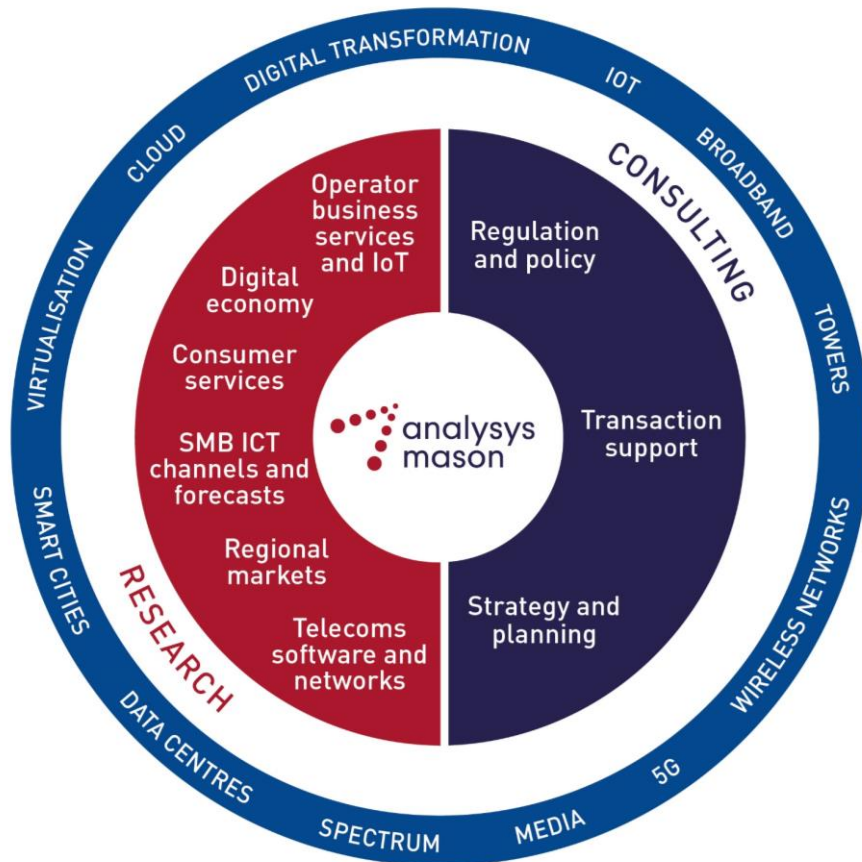 DIGITAL TRANSFORMATION
IOT
BROADBAND
TOWERS
WIRELESS NETWORKS
5G
MEDIA
SPECTRUM
DATA CENTRES
SMART CITIES
VIRTUALISATION
CLOUD
CONSULTING
Regulation
and policy
Transaction
support
Strategy and
planning
RESEARCH
Operator
business
services
and IoT
Digital
economy
Consumer
services
SMB ICT
channels and
forecasts
Regional
markets
Telecoms
software and
networks
analysys
mason